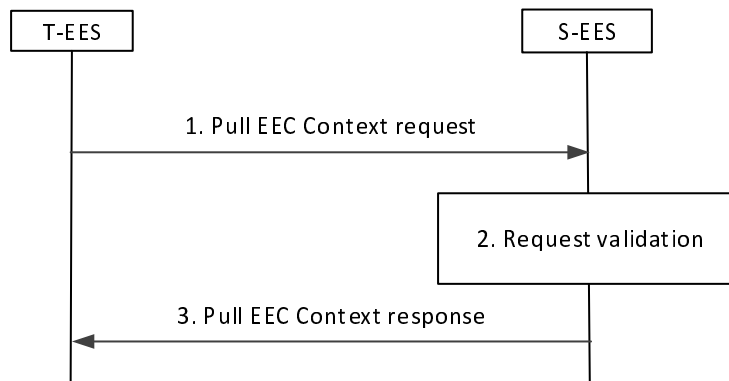 T-EES
S-EES
1. Pull EEC Context request
2. Request validation
3. Pull EEC Context response